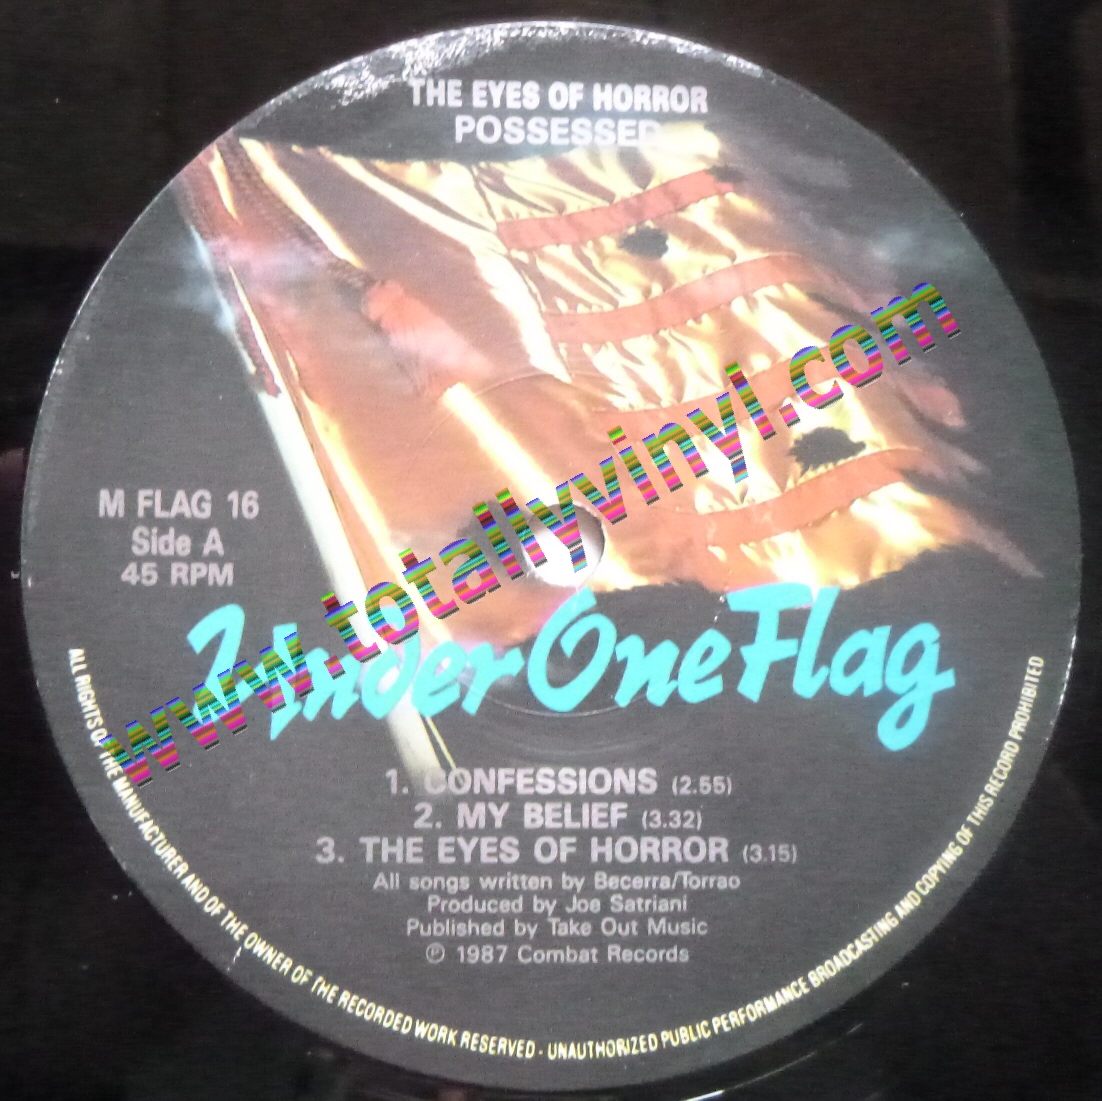 THE EYES OF HORROR
POSSESSED
www.totallyvinyl.com
M FLAG 16
Side A
45 RPM
Under One Flag
1. CONFESSIONS (2.55)
2. MY BELIEF (3.32)
3. THE EYES OF HORROR (3.15)
All songs written by Becerra/Torrao
Produced by Joe Satriani
Published by Take Out Music
℗ 1987 Combat Records
ALL RIGHTS OF THE MANUFACTURER AND OF THE OWNER OF THE RECORDED WORK RESERVED - UNAUTHORIZED PUBLIC PERFORMANCE BROADCASTING AND COPYING OF THIS RECORD PROHIBITED